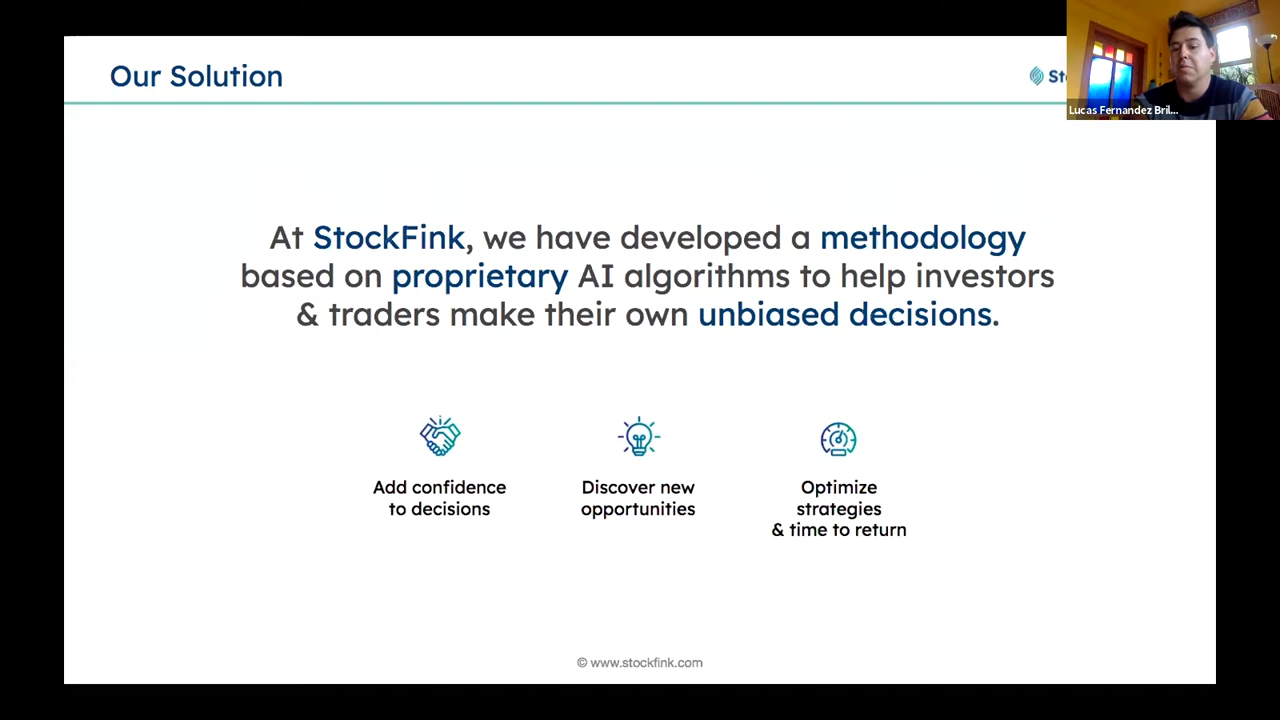 Our Solution
Lucas Fernandez Bril...
At StockFink, we have developed a methodology
based on proprietary AI algorithms to help investors
& traders make their own unbiased decisions.
Add confidence
to decisions
Discover new
opportunities
Optimize
strategies
& time to return
© www.stockfink.com